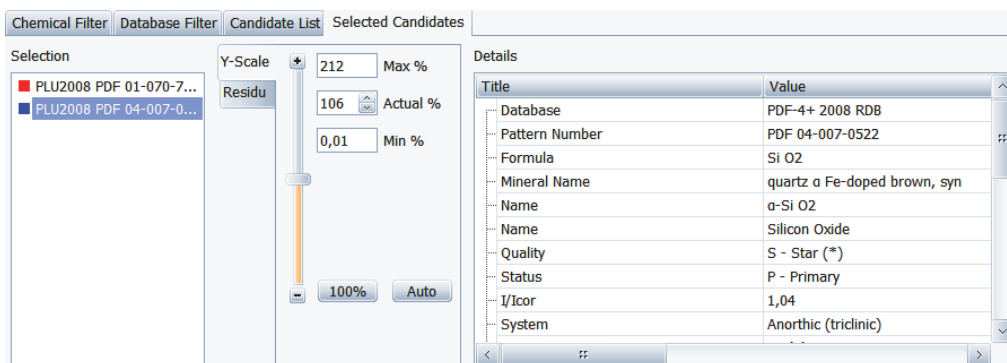 Chemical Filter Database Filter Candidate List Selected Candidates
Selection
PLU2008 PDF 01-070-7...
PLU2008 PDF 04-007-0...
Y-Scale
Residu
212 Max %
106 Actual %
0,01 Min %
100% Auto
Details
Title Value
Database PDF-4+ 2008 RDB
Pattern Number PDF 04-007-0522
Formula Si O2
Mineral Name quartz α Fe-doped brown, syn
Name α-Si O2
Name Silicon Oxide
Quality S - Star (*)
Status P - Primary
I/Icor 1,04
System Anorthic (triclinic)